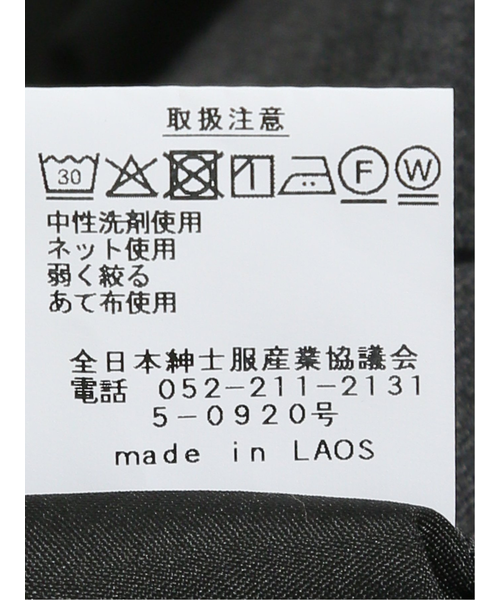 取扱注意
30 F W
中性洗剤使用
ネット使用
弱く絞る
あて布使用
全日本紳士服産業協議会
電話 052-211-2131
5-0920号
made in LAOS